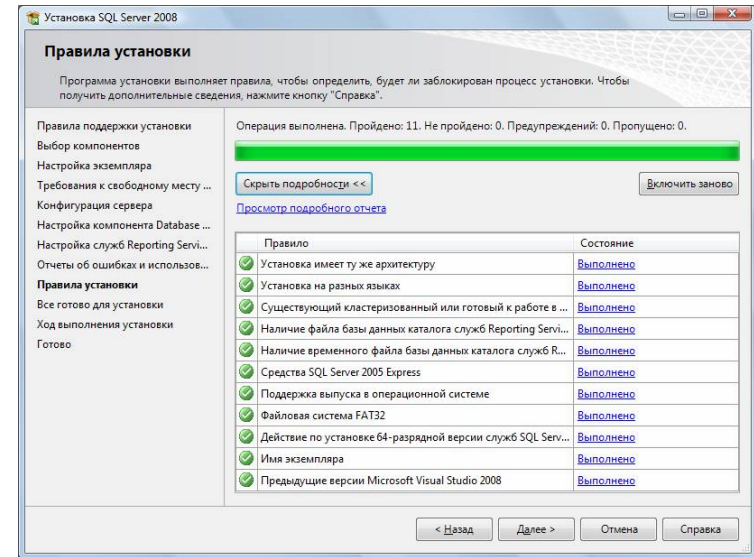 Установка SQL Server 2008
Правила установки
Программа установки выполняет правила, чтобы определить, будет ли заблокирован процесс установки. Чтобы
получить дополнительные сведения, нажмите кнопку "Справка".
Правила поддержки установки
Выбор компонентов
Настройка экземпляра
Требования к свободному месту ...
Конфигурация сервера
Настройка компонента Database ...
Настройка служб Reporting Servi...
Отчеты об ошибках и использов...
Правила установки
Все готово для установки
Ход выполнения установки
Готово
Операция выполнена. Пройдено: 11. Не пройдено: 0. Предупреждений: 0. Пропущено: 0.
Скрыть подробности <<
Включить заново
Просмотр подробного отчета
Правило Состояние
Установка имеет ту же архитектуру Выполнено
Установка на разных языках Выполнено
Существующий кластеризованный или готовый к работе в ... Выполнено
Наличие файла базы данных каталога служб Reporting Servi... Выполнено
Наличие временного файла базы данных каталога служб R... Выполнено
Средства SQL Server 2005 Express Выполнено
Поддержка выпуска в операционной системе Выполнено
Файловая система FAT32 Выполнено
Действие по установке 64-разрядной версии служб SQL Serv... Выполнено
Имя экземпляра Выполнено
Предыдущие версии Microsoft Visual Studio 2008 Выполнено
< Назад Далее > Отмена Справка